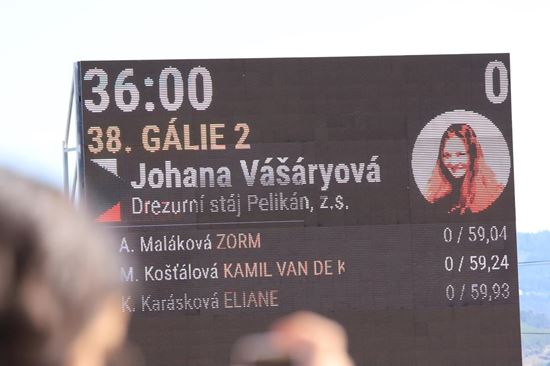 36:00 0
38. GÁLIE 2
Johana Vášáryová
Drezurní stáj Pelikán, z.s.
A. Maláková ZORM 0 / 59,04
M. Košťálová KAMIL VAN DE K 0 / 59,24
K. Karásková ELIANE 0 / 59,93